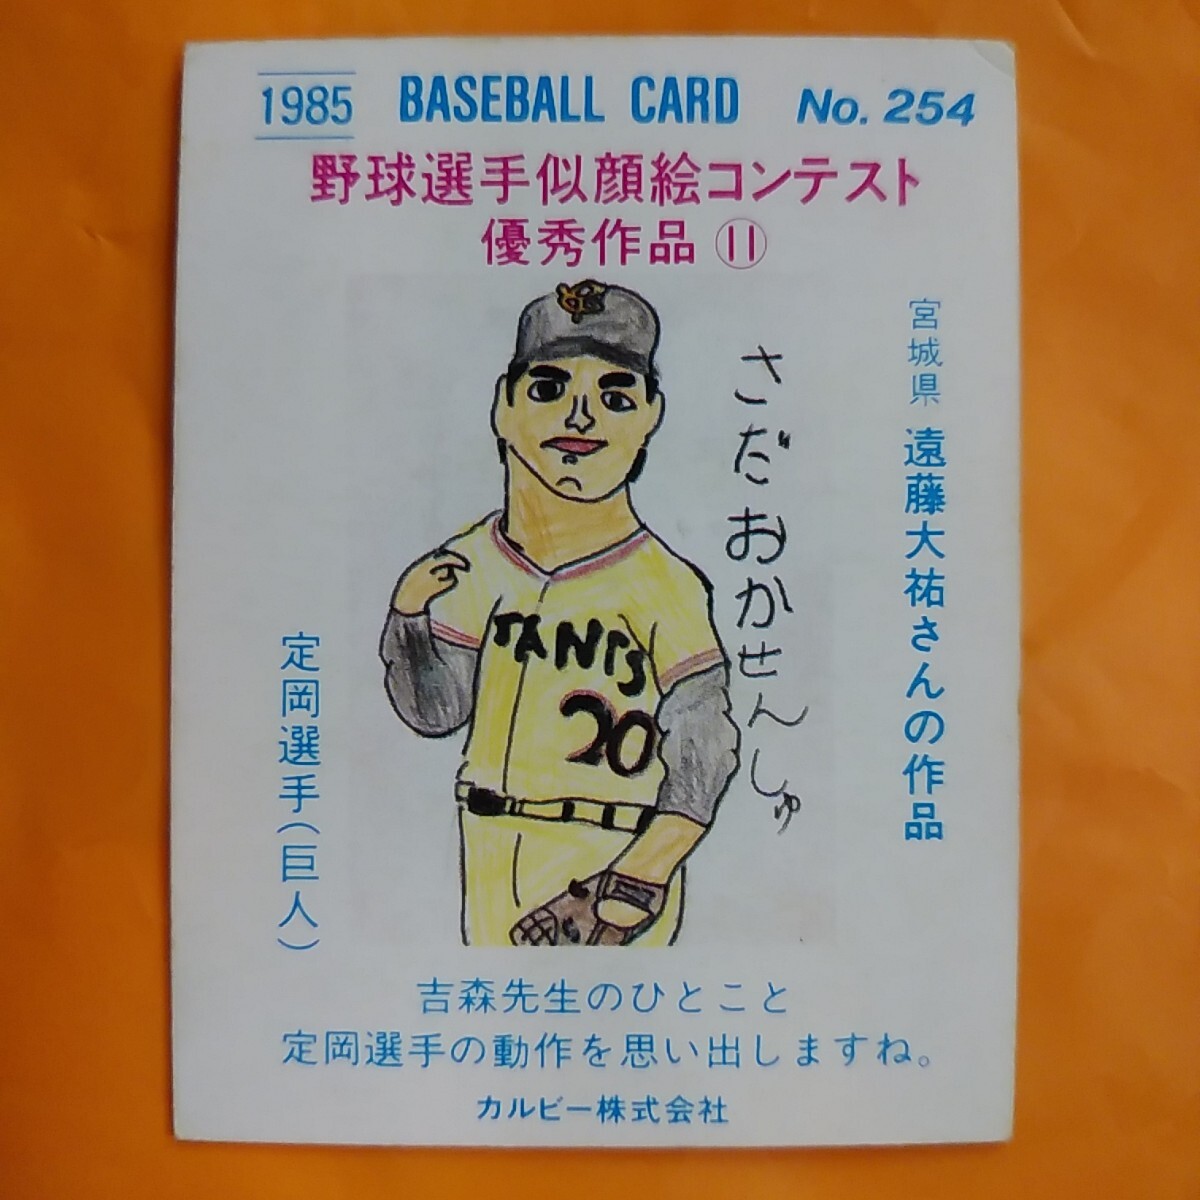 1985 BASEBALL CARD No. 254
野球選手似顔絵コンテスト
優秀作品 ⑪
宮城県 遠藤大祐さんの作品
さだおかせんしゅ
TANTS
20
定岡選手(巨人)
吉森先生のひとこと
定岡選手の動作を思い出しますね。
カルビー株式会社